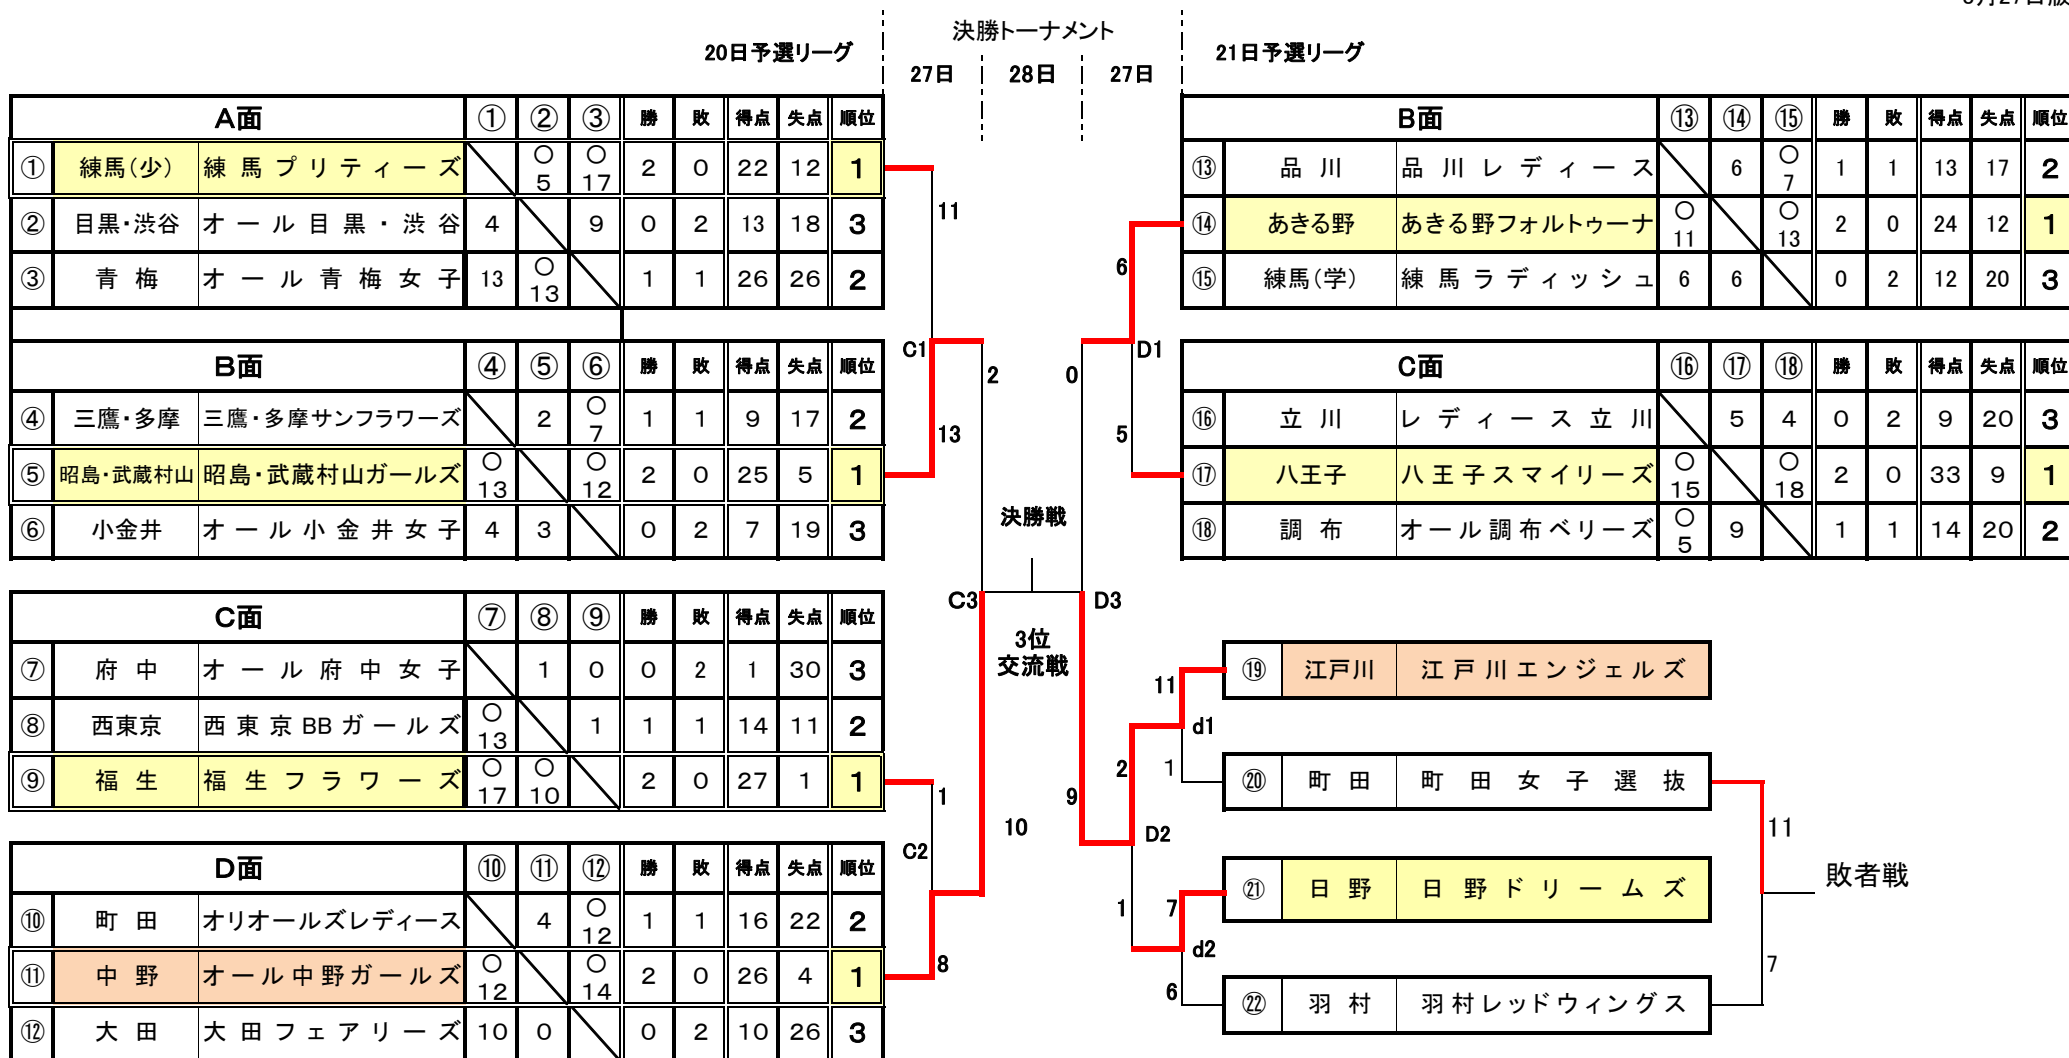 決勝トーナメント
20日予選リーグ
21日予選リーグ
27日 28日 27日
A面 ① ② ③ 勝 敗 得点 失点 順位
① 練馬(少) 練馬プリティーズ ○5 ○17 2 0 22 12 1
② 目黒・渋谷 オール目黒・渋谷 4 9 0 2 13 18 3
③ 青梅 オール青梅女子 13 ○13 1 1 26 26 2
B面 ④ ⑤ ⑥ 勝 敗 得点 失点 順位
④ 三鷹・多摩 三鷹・多摩サンフラワーズ 2 ○7 1 1 9 17 2
⑤ 昭島・武蔵村山 昭島・武蔵村山ガールズ ○13 ○12 2 0 25 5 1
⑥ 小金井 オール小金井女子 4 3 0 2 7 19 3
C面 ⑦ ⑧ ⑨ 勝 敗 得点 失点 順位
⑦ 府中 オール府中女子 1 0 0 2 1 30 3
⑧ 西東京 西東京BBガールズ ○13 1 1 1 14 11 2
⑨ 福生 福生フラワーズ ○17 ○10 2 0 27 1 1
D面 ⑩ ⑪ ⑫ 勝 敗 得点 失点 順位
⑩ 町田 オリオールズレディース 4 ○12 1 1 16 22 2
⑪ 中野 オール中野ガールズ ○12 ○14 2 0 26 4 1
⑫ 大田 大田フェアリーズ 10 0 0 2 10 26 3
11
C1
13
2
0
6
D1
5
決勝戦
C3
D3
3位
交流戦
1
C2
8
10
9
2
D2
1
11
d1
1
7
d2
6
B面 ⑬ ⑭ ⑮ 勝 敗 得点 失点 順位
⑬ 品川 品川レディース 6 ○7 1 1 13 17 2
⑭ あきる野 あきる野フォルトゥーナ ○11 ○13 2 0 24 12 1
⑮ 練馬(学) 練馬ラディッシュ 6 6 0 2 12 20 3
C面 ⑯ ⑰ ⑱ 勝 敗 得点 失点 順位
⑯ 立川 レディース立川 5 4 0 2 9 20 3
⑰ 八王子 八王子スマイリーズ ○15 ○18 2 0 33 9 1
⑱ 調布 オール調布ベリーズ ○5 9 1 1 14 20 2
⑲ 江戸川 江戸川エンジェルズ
⑳ 町田 町田女子選抜
㉑ 日野 日野ドリームズ
㉒ 羽村 羽村レッドウィングス
11
敗者戦
7